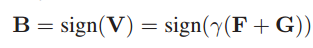 B = sign(V) = sign(γ(F + G))